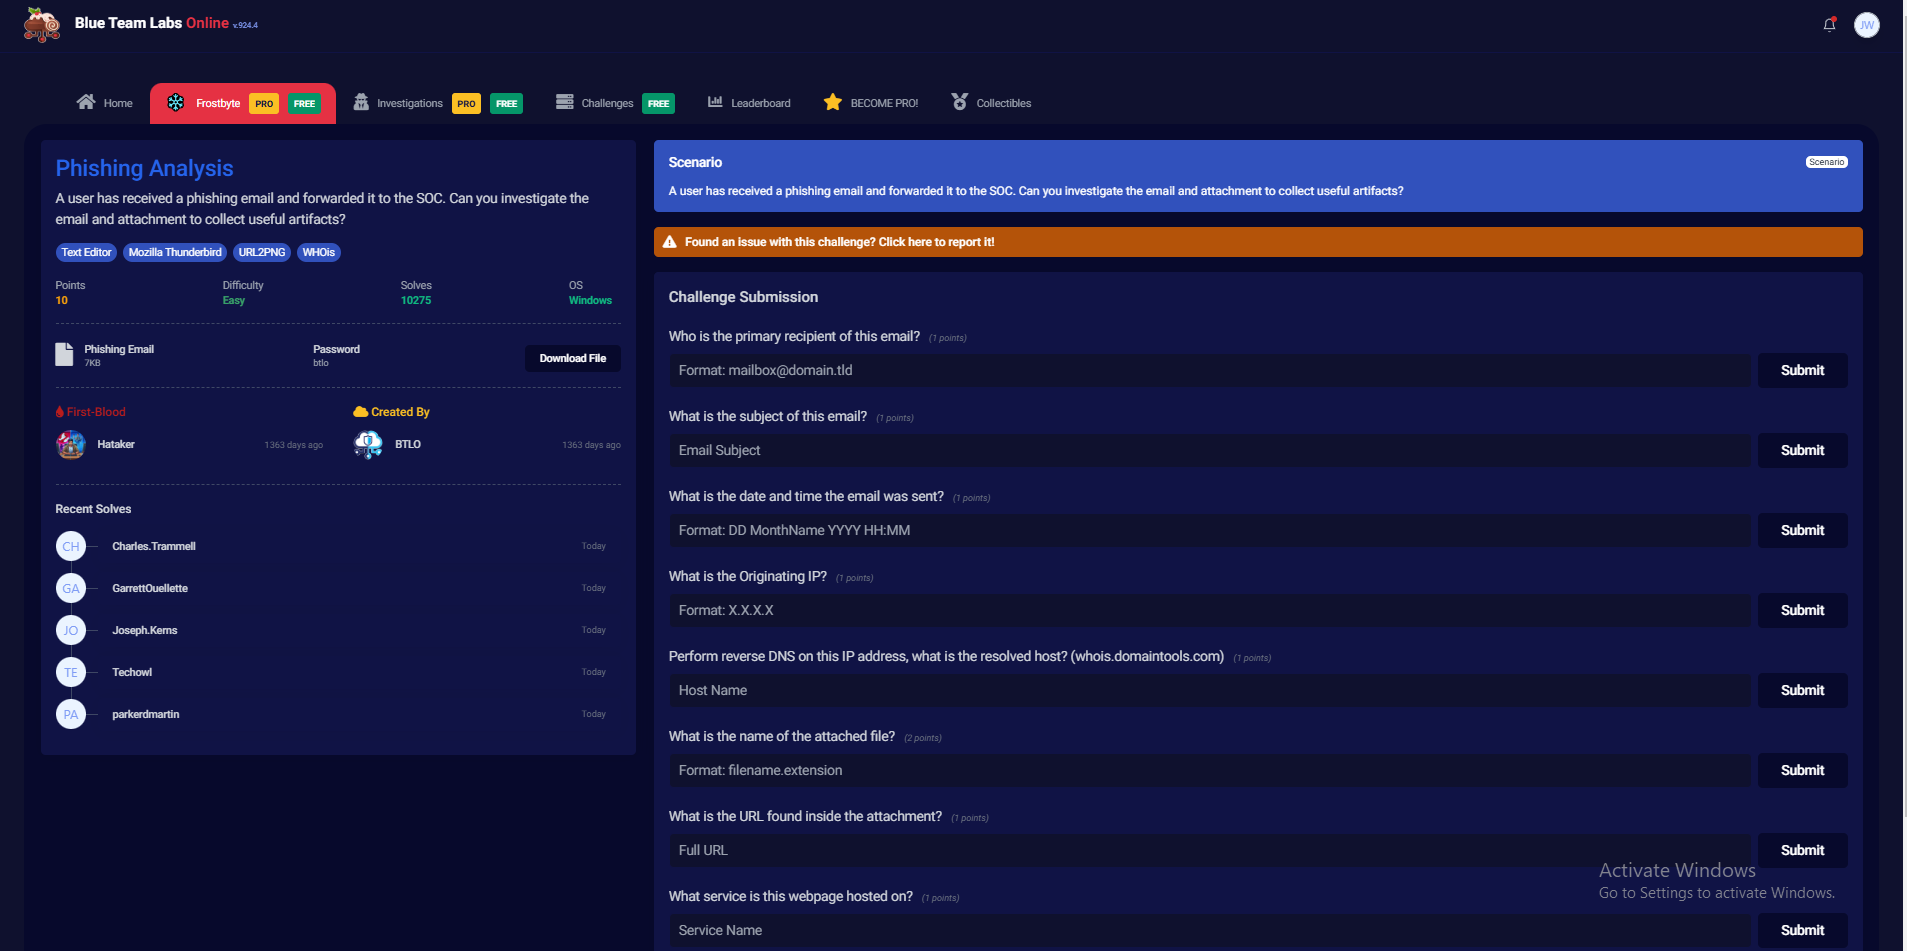 Blue Team Labs Online v.924.4
JW
Home
Frostbyte PRO FREE
Investigations PRO FREE
Challenges FREE
Leaderboard
BECOME PRO!
Collectibles
Phishing Analysis
A user has received a phishing email and forwarded it to the SOC. Can you investigate the
email and attachment to collect useful artifacts?
Text Editor Mozilla Thunderbird URL2PNG WHOis
Points Difficulty Solves OS
10 Easy 10275 Windows
Phishing Email Password
7KB btlo
Download File
First-Blood Created By
Hataker 1363 days ago BTLO 1363 days ago
Recent Solves
CH Charles.Trammell Today
GA GarrettOuellette Today
JO Joseph.Kerns Today
TE Techowl Today
PA parkerdmartin Today
Scenario Scenario
A user has received a phishing email and forwarded it to the SOC. Can you investigate the email and attachment to collect useful artifacts?
Found an issue with this challenge? Click here to report it!
Challenge Submission
Who is the primary recipient of this email? (1 points)
Format: mailbox@domain.tld Submit
What is the subject of this email? (1 points)
Email Subject Submit
What is the date and time the email was sent? (1 points)
Format: DD MonthName YYYY HH:MM Submit
What is the Originating IP? (1 points)
Format: X.X.X.X Submit
Perform reverse DNS on this IP address, what is the resolved host? (whois.domaintools.com) (1 points)
Host Name Submit
What is the name of the attached file? (2 points)
Format: filename.extension Submit
What is the URL found inside the attachment? (1 points)
Full URL Submit
Activate Windows
Go to Settings to activate Windows.
What service is this webpage hosted on? (1 points)
Service Name Submit